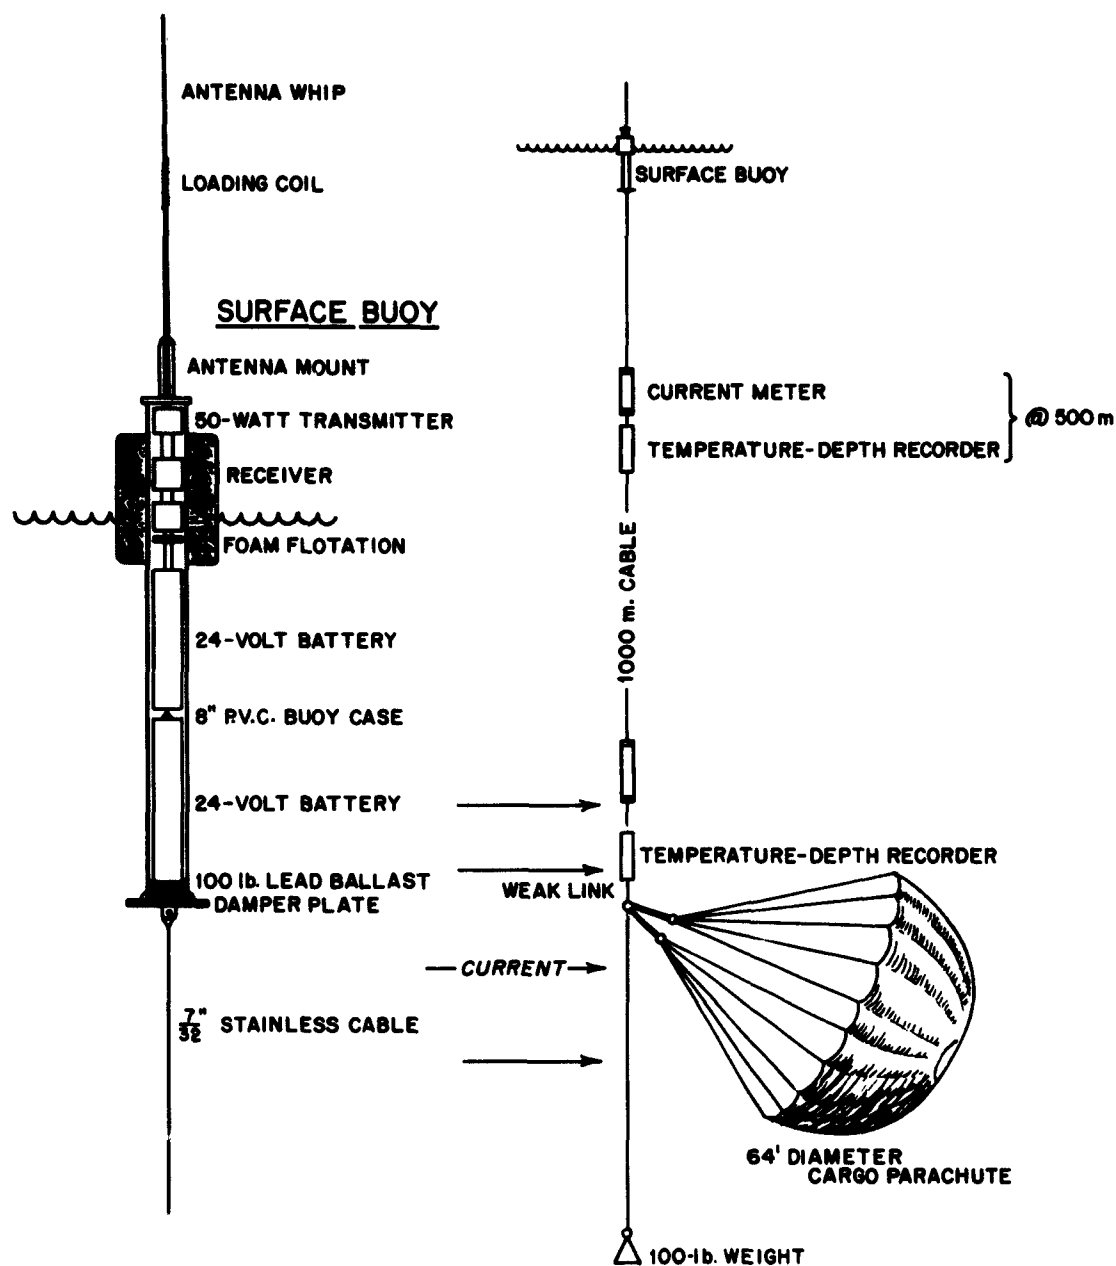 ANTENNA WHIP
LOADING COIL
SURFACE BUOY
ANTENNA MOUNT
50-WATT TRANSMITTER
RECEIVER
FOAM FLOTATION
24-VOLT BATTERY
8" P.V.C. BUOY CASE
24-VOLT BATTERY
100 lb. LEAD BALLAST
DAMPER PLATE
7/32" STAINLESS CABLE
SURFACE BUOY
CURRENT METER
TEMPERATURE-DEPTH RECORDER
@ 500 m
1000 m. CABLE
TEMPERATURE-DEPTH RECORDER
WEAK LINK
CURRENT
64' DIAMETER
CARGO PARACHUTE
100-lb. WEIGHT